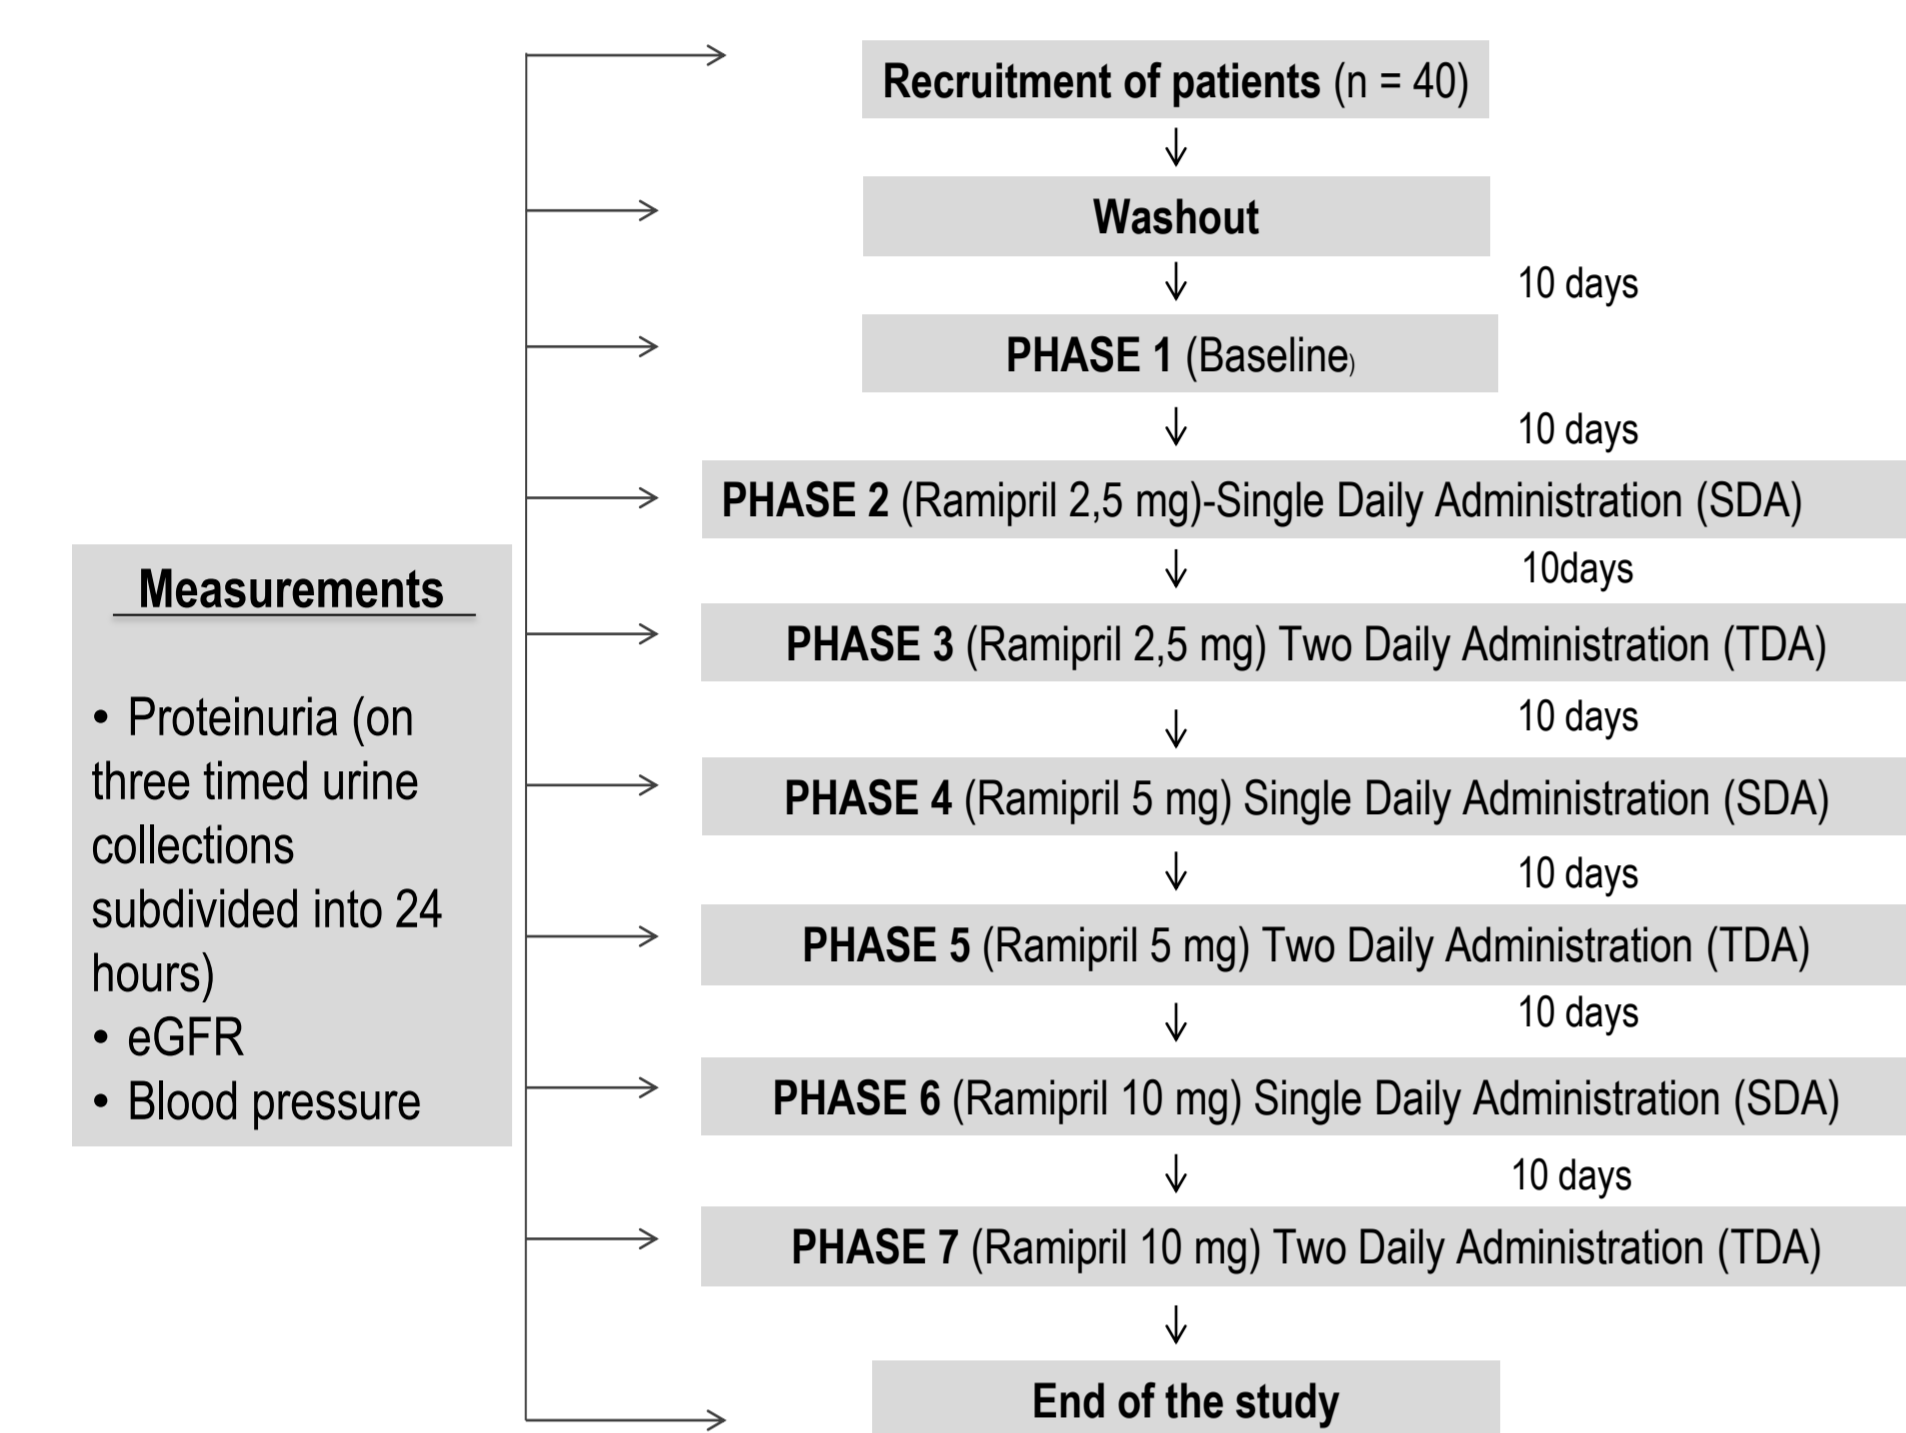 Recruitment of patients (n = 40)
Washout
10 days
PHASE 1 (Baseline)
10 days
PHASE 2 (Ramipril 2,5 mg)-Single Daily Administration (SDA)
10days
PHASE 3 (Ramipril 2,5 mg) Two Daily Administration (TDA)
10 days
PHASE 4 (Ramipril 5 mg) Single Daily Administration (SDA)
10 days
PHASE 5 (Ramipril 5 mg) Two Daily Administration (TDA)
10 days
PHASE 6 (Ramipril 10 mg) Single Daily Administration (SDA)
10 days
PHASE 7 (Ramipril 10 mg) Two Daily Administration (TDA)
End of the study
Measurements
• Proteinuria (on
three timed urine
collections
subdivided into 24
hours)
• eGFR
• Blood pressure